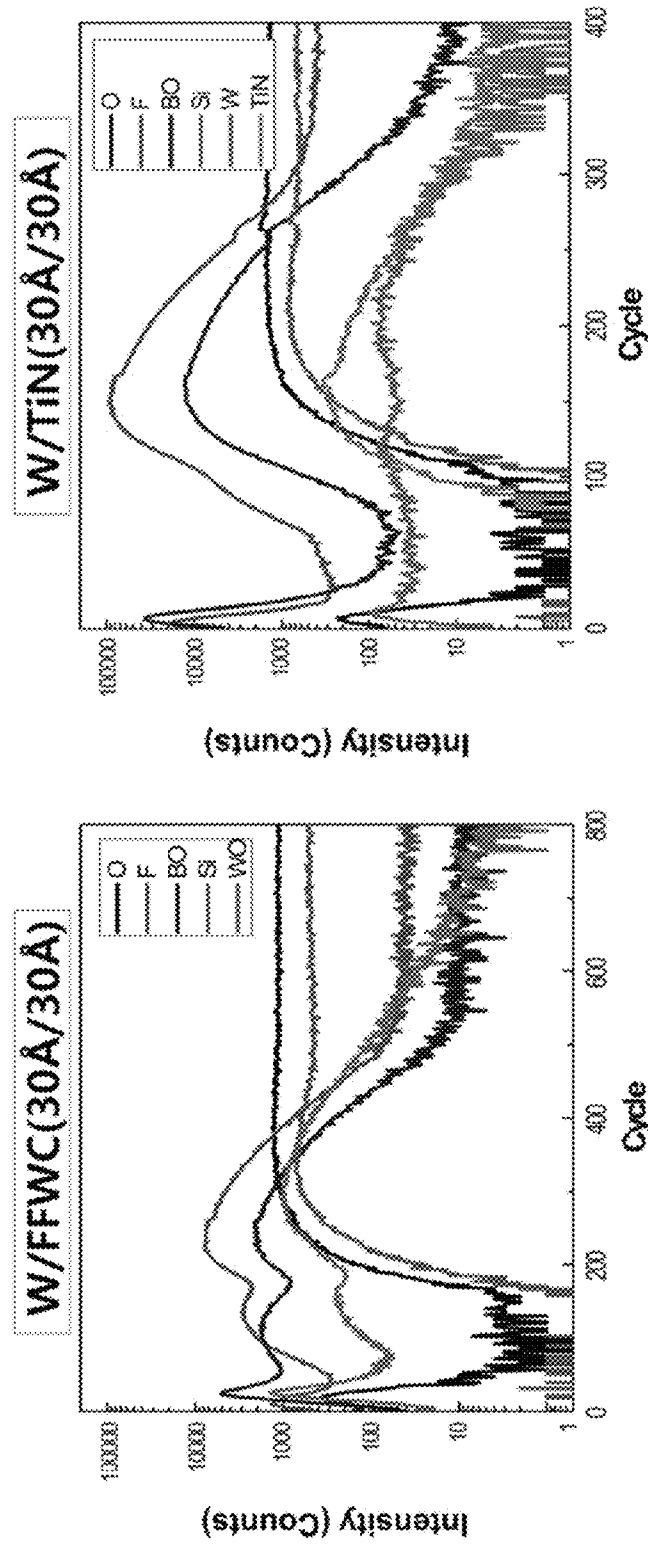 W/FFWC(30Å/30Å)
Intensity (Counts)
100000
1000
100
10
1
O
F
BO
Si
WO
0
200
400
600
800
Cycle
W/TiN(30Å/30Å)
Intensity (Counts)
100000
1000
100
10
1
O
F
BO
Si
W
TiN
0
100
200
300
400
Cycle